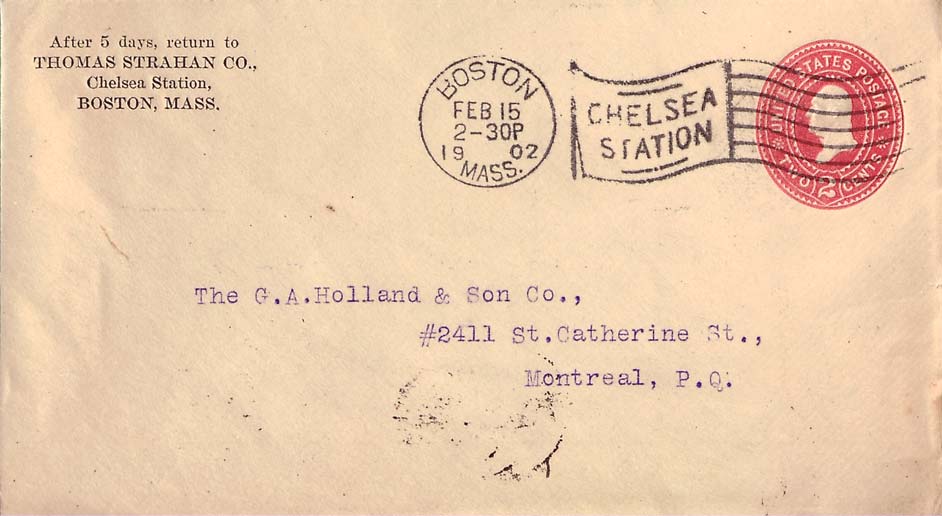 After 5 days, return to
THOMAS STRAHAN CO.,
Chelsea Station,
BOSTON, MASS.
BOSTON
FEB 15
2-30P
19 02
MASS.
CHELSEA
STATION
UNITED STATES POSTAGE
TWO 2 CENTS
The G.A.Holland & Son Co.,
#2411 St.Catherine St.,
Montreal, P.Q.